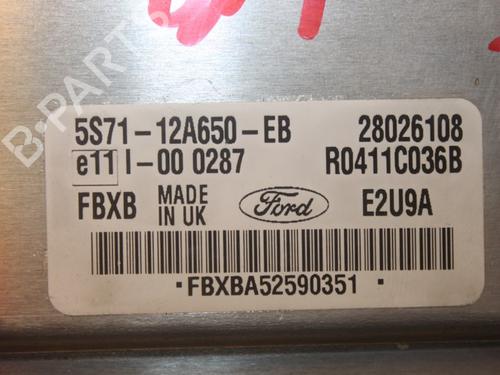 B-PARTS
5S71-12A650-EB 28026108
e11 I-00 0287 R0411C036B
FBXB MADE IN UK Ford E2U9A
*FBXBA52590351*